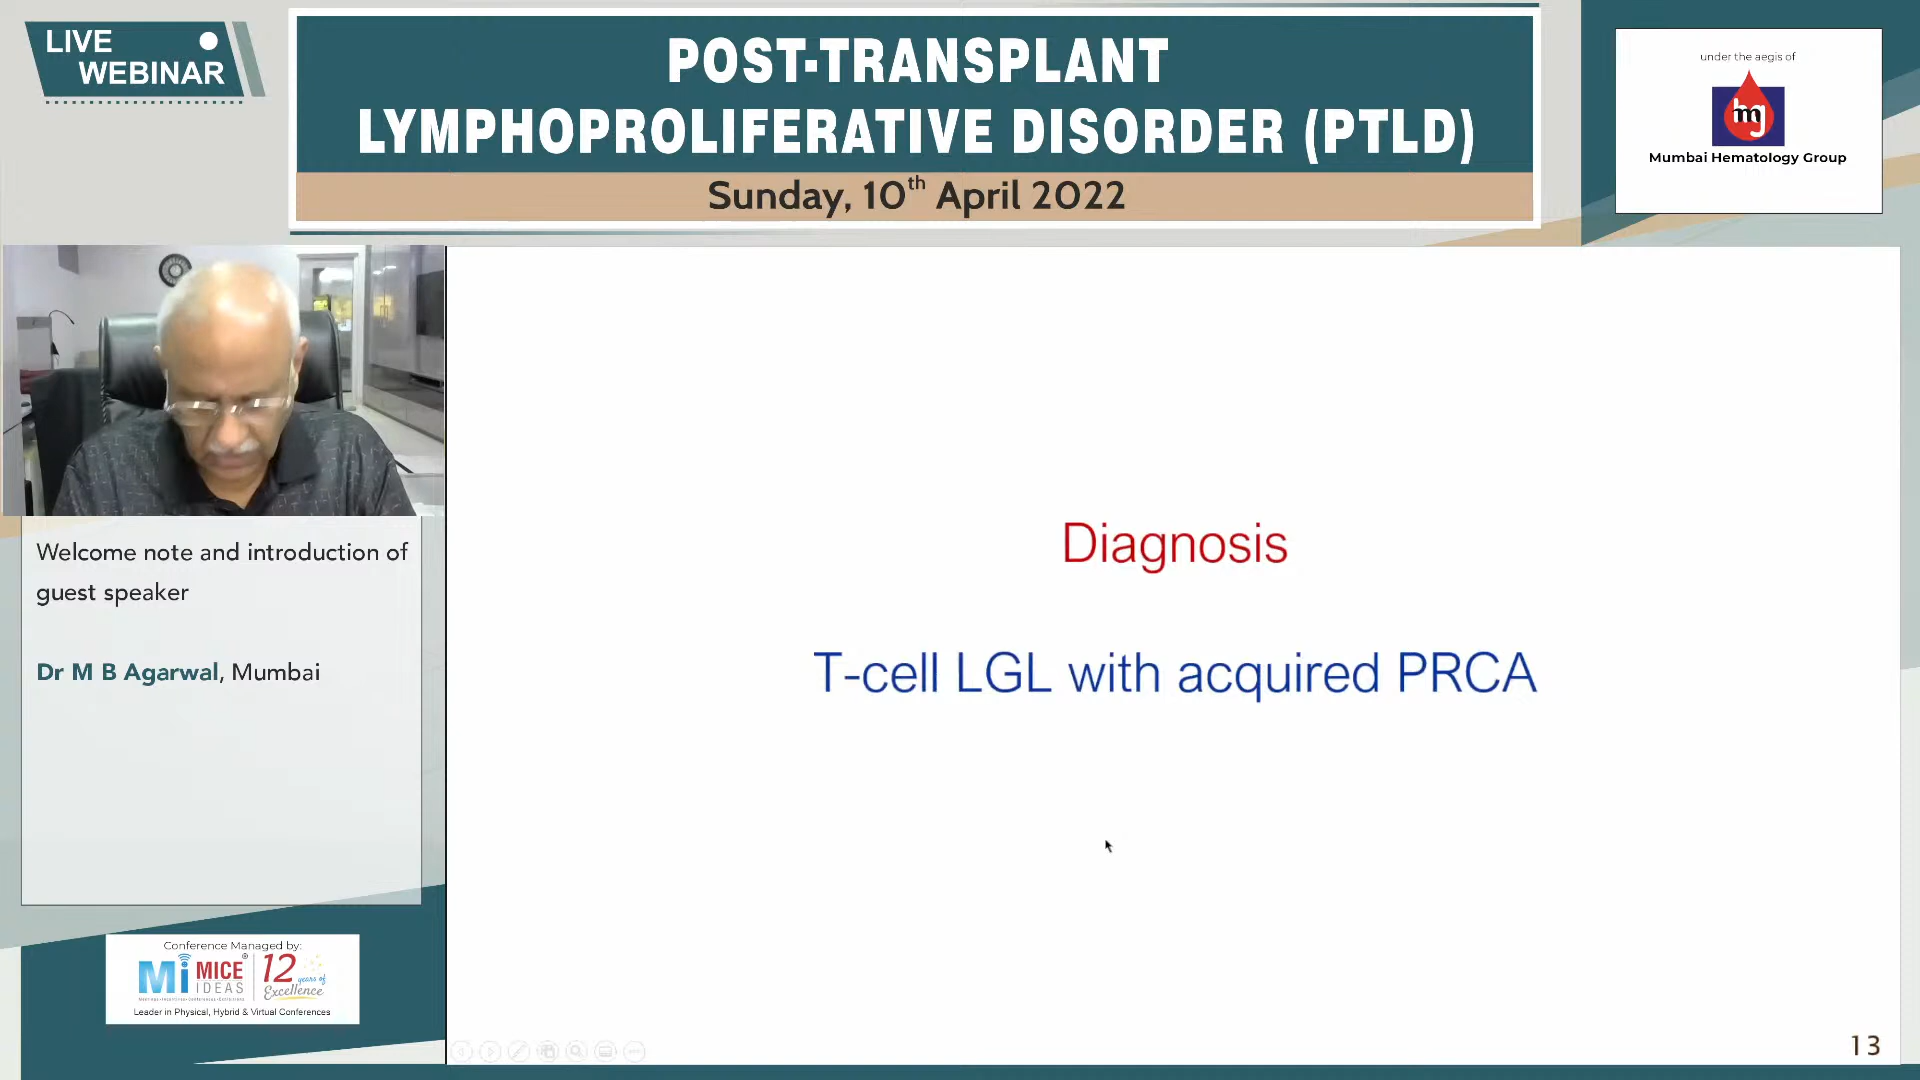 LIVE
WEBINAR
POST-TRANSPLANT
LYMPHOPROLIFERATIVE DISORDER (PTLD)
Sunday, 10th April 2022
under the aegis of
mg
Mumbai Hematology Group
Welcome note and introduction of
guest speaker
Dr M B Agarwal, Mumbai
Diagnosis
T-cell LGL with acquired PRCA
Conference Managed by:
Mi MICE
IDEAS
12
years of
Excellence
Leader in Physical, Hybrid & Virtual Conferences
13